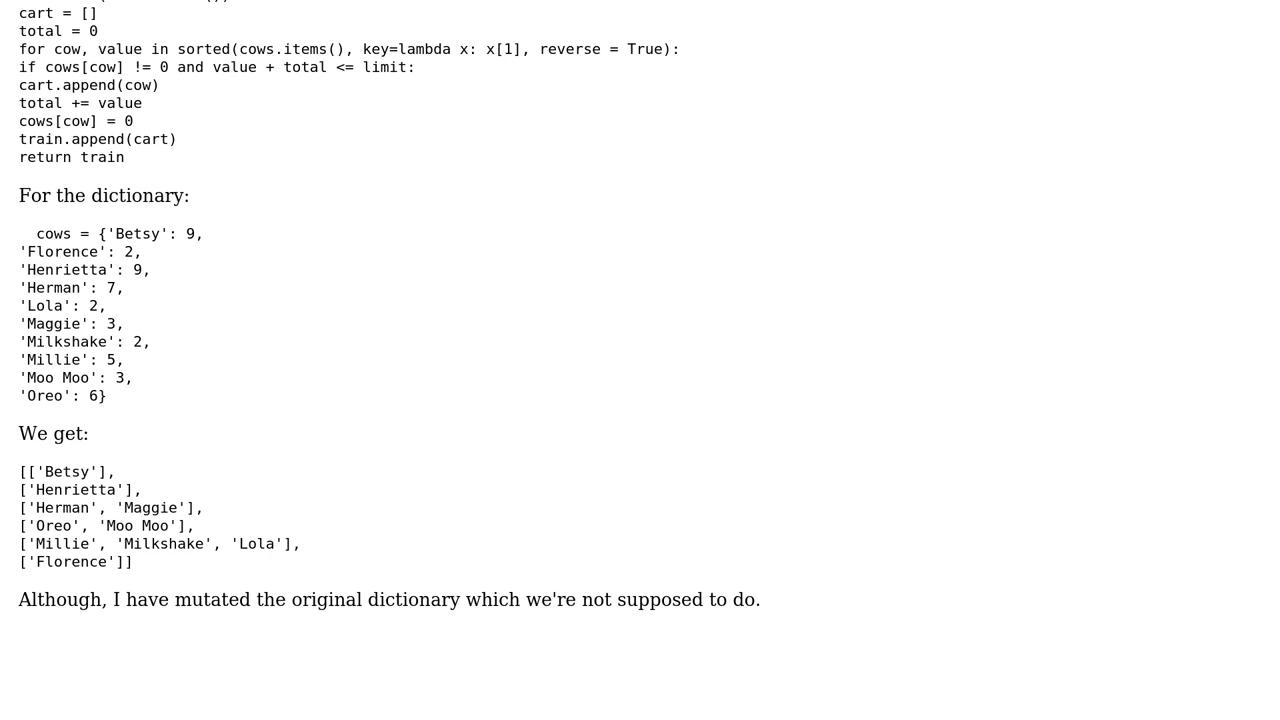 cart = []
total = 0
for cow, value in sorted(cows.items(), key=lambda x: x[1], reverse = True):
if cows[cow] != 0 and value + total <= limit:
cart.append(cow)
total += value
cows[cow] = 0
train.append(cart)
return train
For the dictionary:
cows = {'Betsy': 9,
'Florence': 2,
'Henrietta': 9,
'Herman': 7,
'Lola': 2,
'Maggie': 3,
'Milkshake': 2,
'Millie': 5,
'Moo Moo': 3,
'Oreo': 6}
We get:
[['Betsy'],
['Henrietta'],
['Herman', 'Maggie'],
['Oreo', 'Moo Moo'],
['Millie', 'Milkshake', 'Lola'],
['Florence']]
Although, I have mutated the original dictionary which we're not supposed to do.